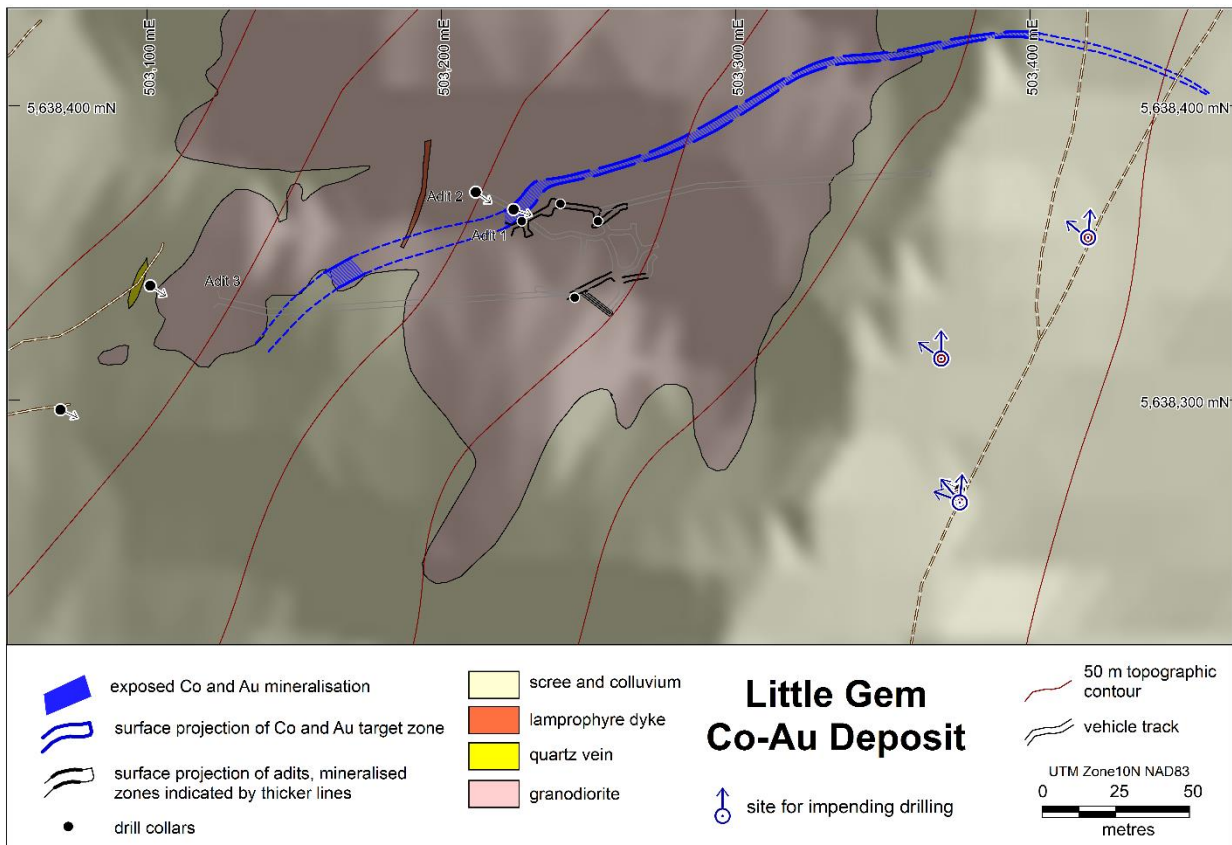 503,100 mE
503,200 mE
503,300 mE
503,400 mE
5,638,400 mN
5,638,400 mN
Adit 2
Adit 1
Adit 3
5,638,300 mN
exposed Co and Au mineralisation
surface projection of Co and Au target zone
surface projection of adits, mineralised
zones indicated by thicker lines
drill collars
scree and colluvium
lamprophyre dyke
quartz vein
granodiorite
Little Gem
Co-Au Deposit
site for impending drilling
50 m topographic
contour
vehicle track
UTM Zone10N NAD83
0 25 50
metres